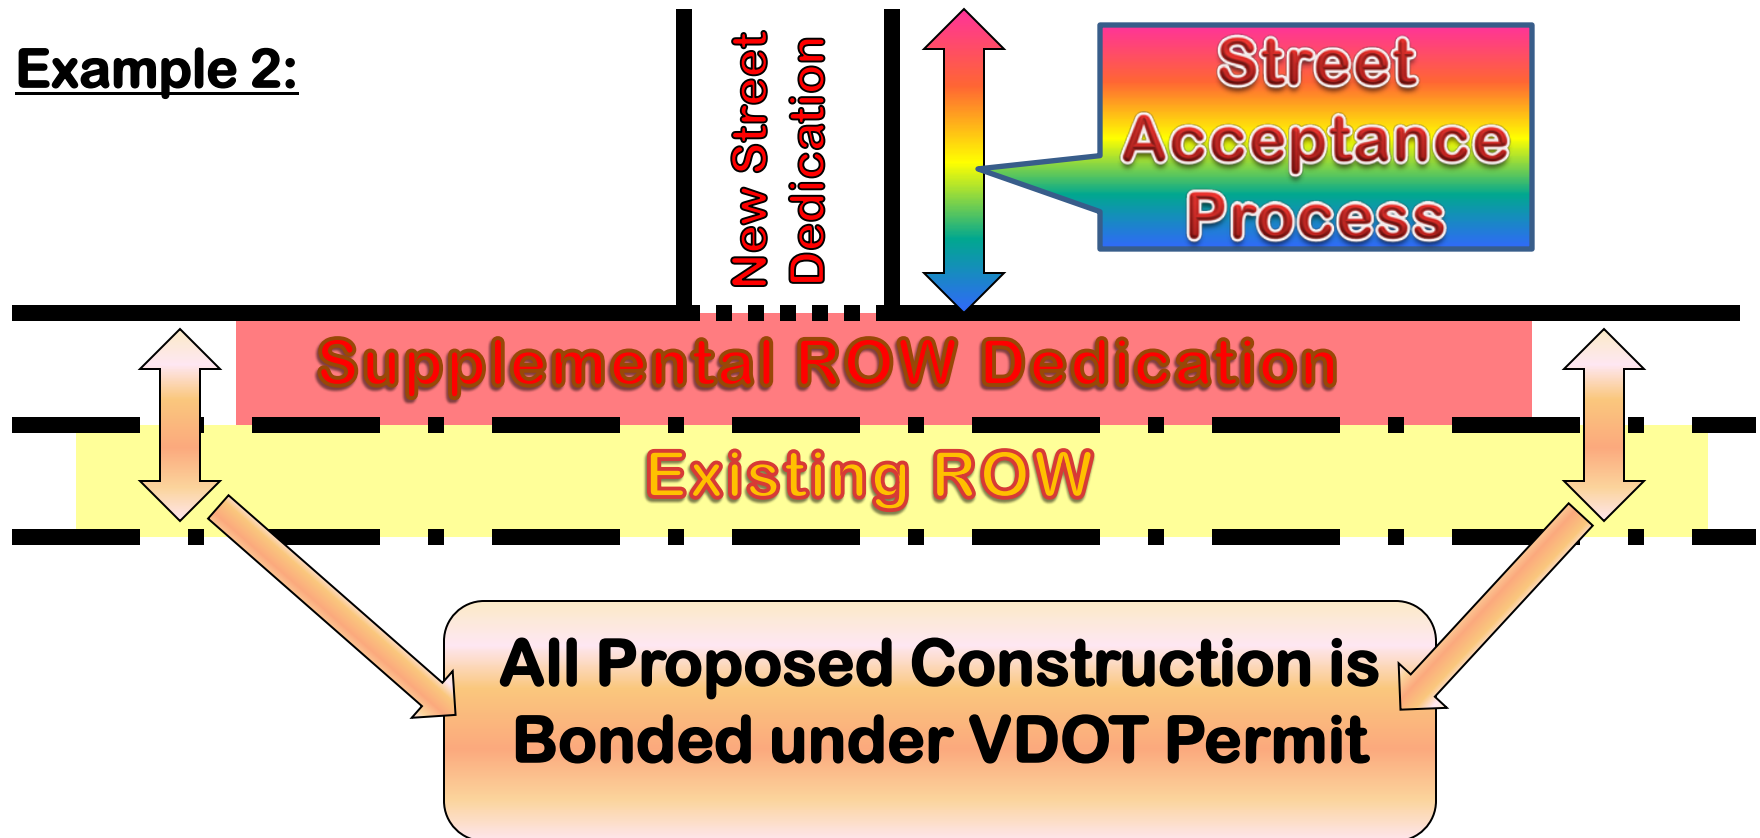 Example 2:
New Street
Dedication
Street
Acceptance
Process
Supplemental ROW Dedication
Existing ROW
All Proposed Construction is
Bonded under VDOT Permit